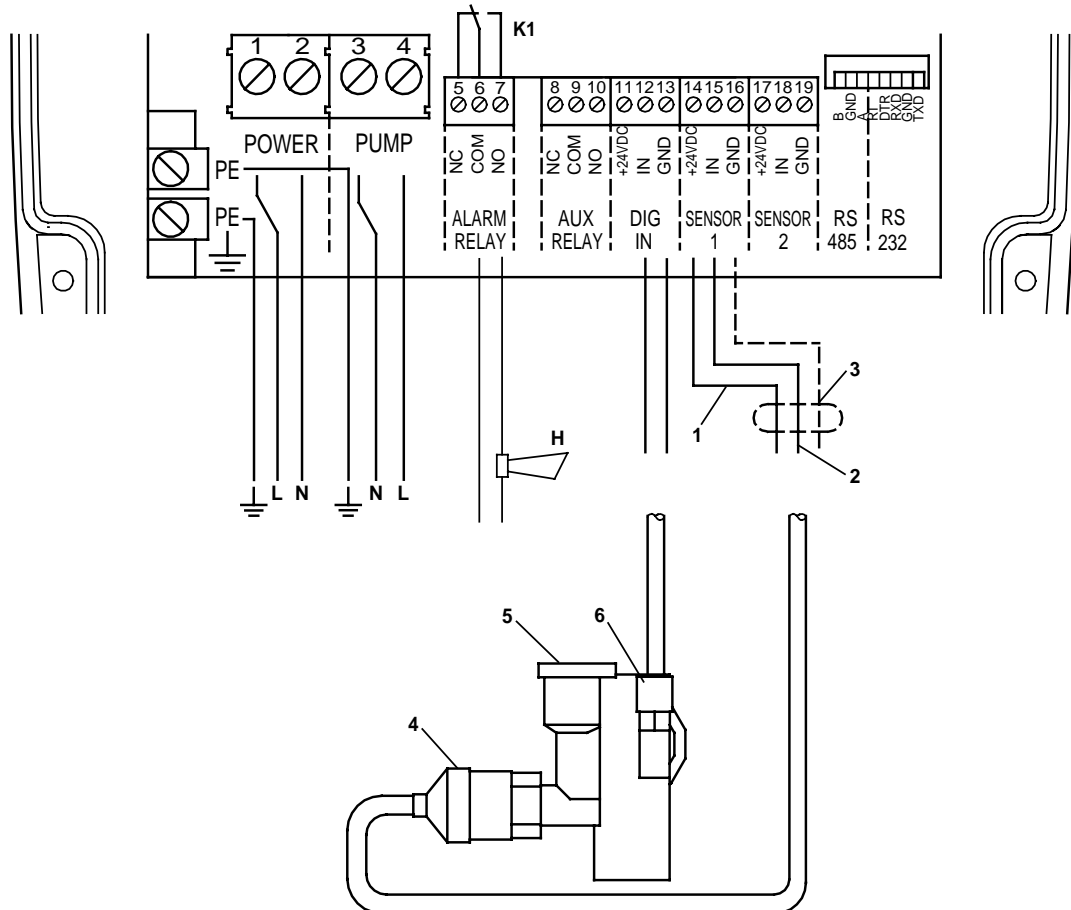 K1
1 2 3 4
5 6 7 8 9 10 11 12 13 14 15 16 17 18 19
B GND A RT DTR RXD GND TXD
POWER PUMP
NC COM NO NC COM NO +24VDC IN GND +24VDC IN GND +24VDC IN GND
PE
PE
ALARM RELAY
AUX RELAY
DIG IN
SENSOR 1
SENSOR 2
RS 485
RS 232
3
1
H
2
L N N L
5 6
4